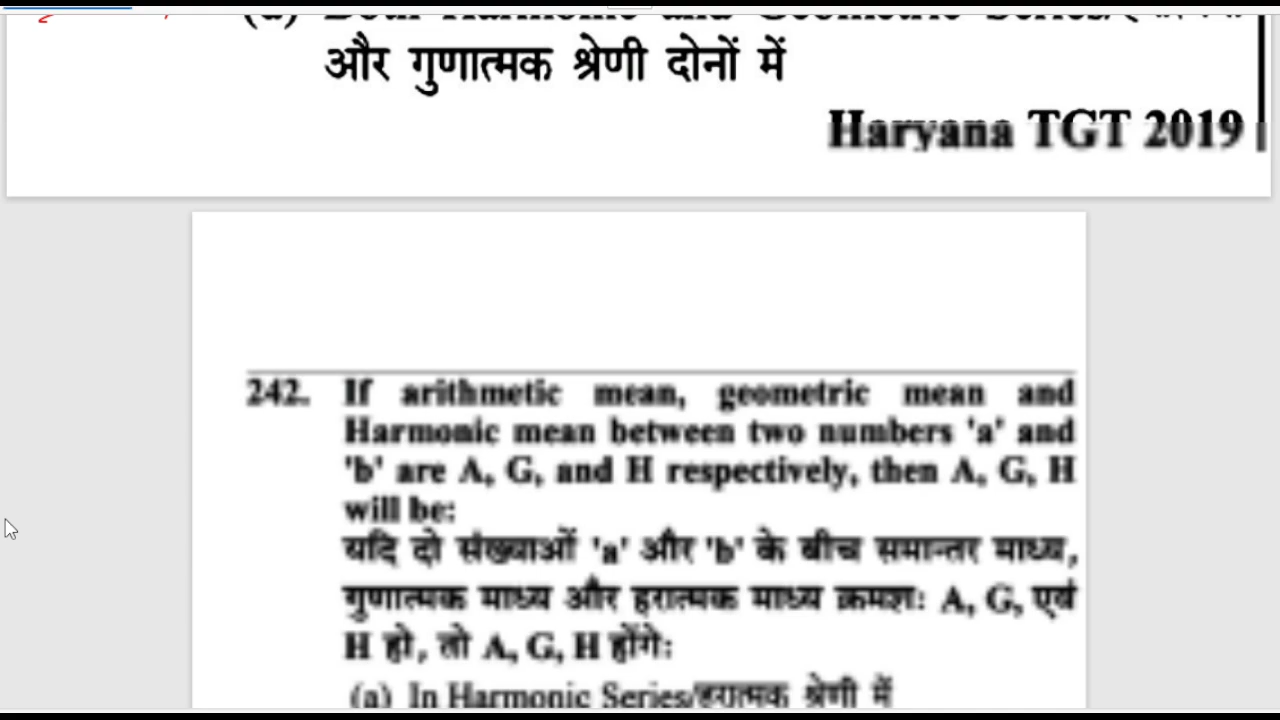 और गुणात्मक श्रेणी दोनों में
Haryana TGT 2019
242. If arithmetic mean, geometric mean and
Harmonic mean between two numbers 'a' and
'b' are A, G, and H respectively, then A, G, H
will be:
यदि दो संख्याओं 'a' और 'b' के बीच समान्तर माध्य,
गुणात्मक माध्य और हरात्मक माध्य क्रमशः A, G, एवं
H हो, तो A, G, H होंगे:
(a) In Harmonic Series/हरात्मक श्रेणी में